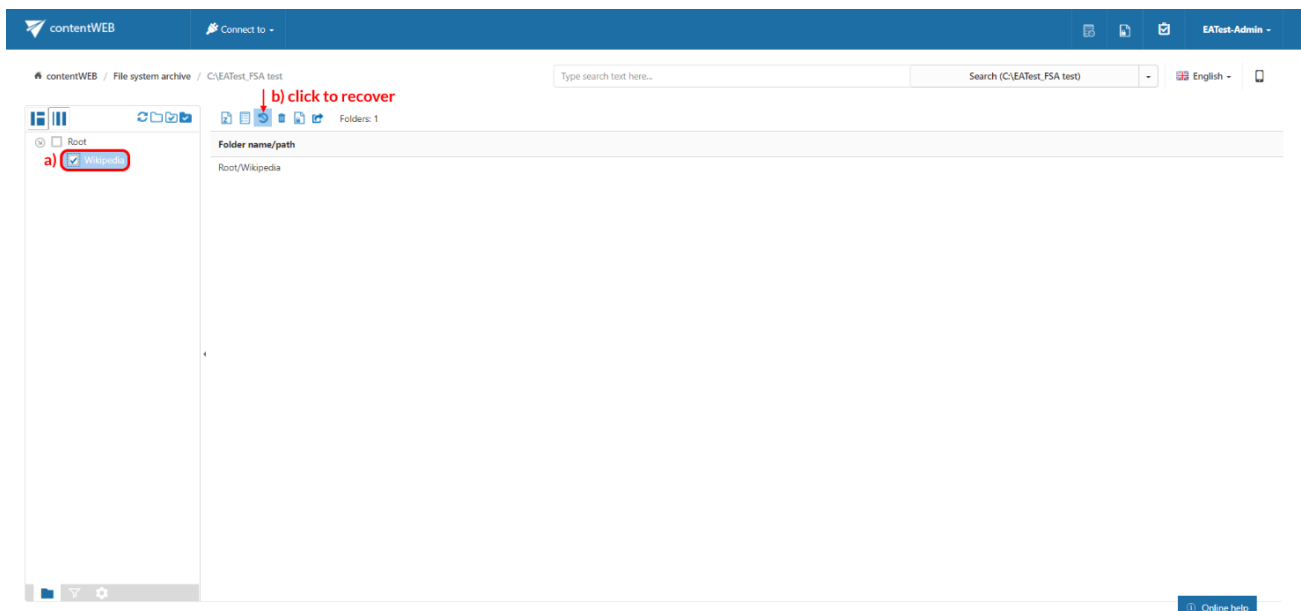 contentWEB
Connect to
EATest-Admin
contentWEB / File system archive / C:\EATest_FSA test
Type search text here...
Search (C:\EATest_FSA test)
English
b) click to recover
Folders: 1
Root
a) Wikipedia
Folder name/path
Root/Wikipedia
Online help